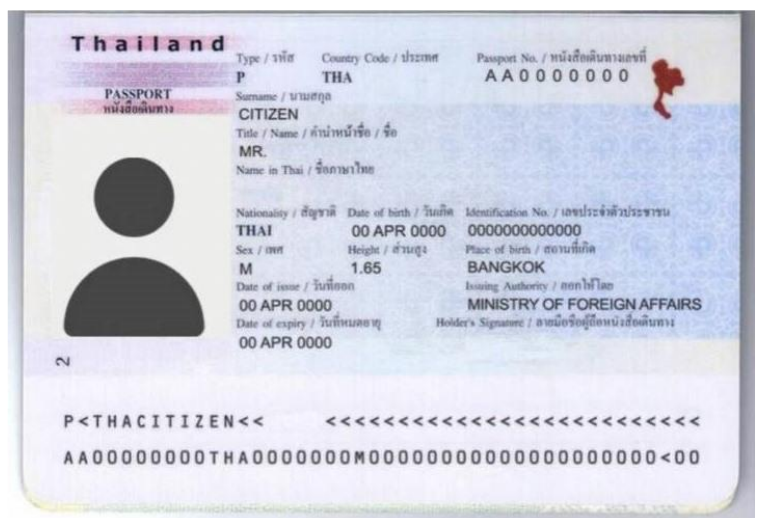 Thailand
PASSPORT
หนังสือเดินทาง
Type / รหัส Country Code / ประเทศ Passport No. / หนังสือเดินทางเลขที่
P THA AA0000000
Surname / นามสกุล
CITIZEN
Title / Name / คำนำหน้าชื่อ / ชื่อ
MR.
Name in Thai / ชื่อภาษาไทย
Nationality / สัญชาติ Date of birth / วันเกิด Identification No. / เลขประจำตัวประชาชน
THAI 00 APR 0000 0000000000000
Sex / เพศ Height / ส่วนสูง Place of birth / สถานที่เกิด
M 1.65 BANGKOK
Date of issue / วันที่ออก Issuing Authority / ออกให้โดย
00 APR 0000 MINISTRY OF FOREIGN AFFAIRS
Date of expiry / วันที่หมดอายุ Holder's Signature / ลายมือชื่อผู้ถือหนังสือเดินทาง
00 APR 0000
2
P<THACITIZEN<< <<<<<<<<<<<<<<<<<<<<<<<<<<
AA00000000THA0000000M00000000000000000000000<00